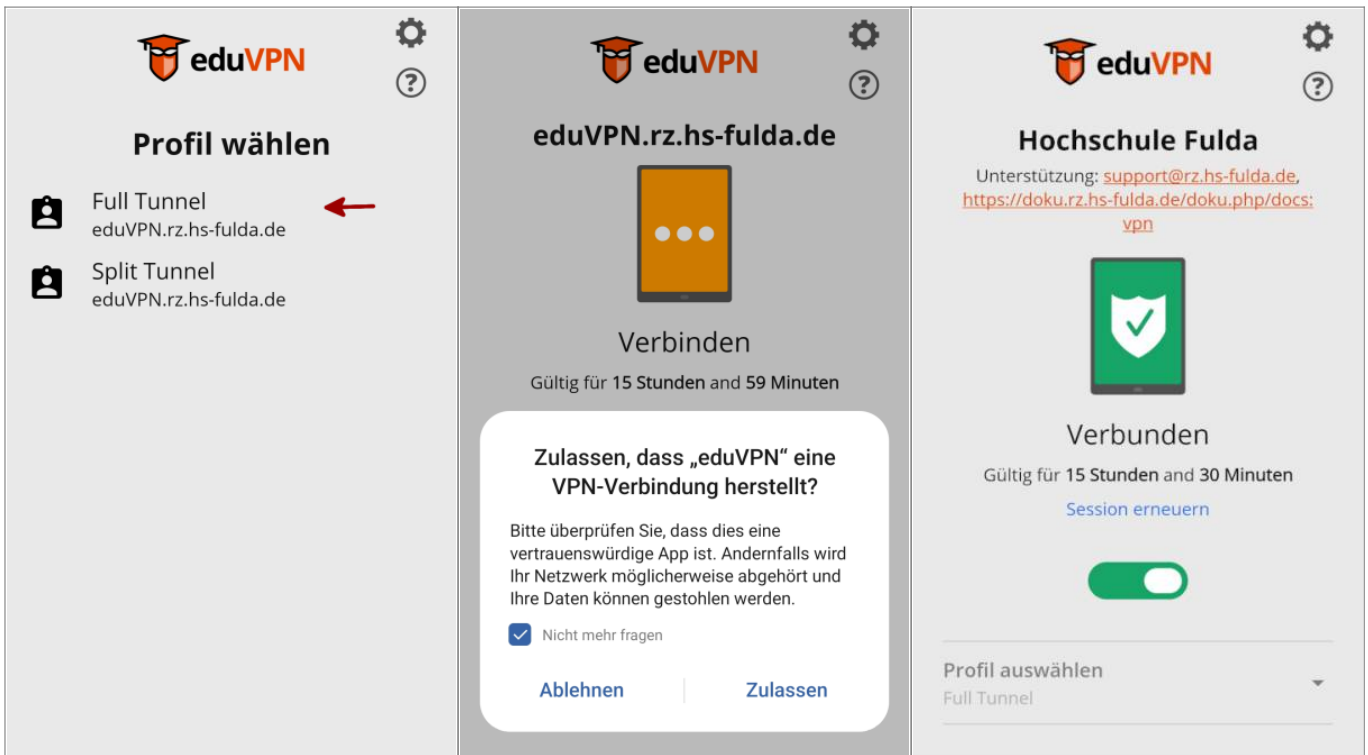 eduVPN
Profil wählen
Full Tunnel
eduVPN.rz.hs-fulda.de
Split Tunnel
eduVPN.rz.hs-fulda.de
eduVPN
eduVPN.rz.hs-fulda.de
Verbinden
Gültig für 15 Stunden and 59 Minuten
Zulassen, dass „eduVPN“ eine
VPN-Verbindung herstellt?
Bitte überprüfen Sie, dass dies eine
vertrauenswürdige App ist. Andernfalls wird
Ihr Netzwerk möglicherweise abgehört und
Ihre Daten können gestohlen werden.
Nicht mehr fragen
Ablehnen Zulassen
eduVPN
Hochschule Fulda
Unterstützung: support@rz.hs-fulda.de,
https://doku.rz.hs-fulda.de/doku.php/docs:
vpn
Verbunden
Gültig für 15 Stunden and 30 Minuten
Session erneuern
Profil auswählen
Full Tunnel